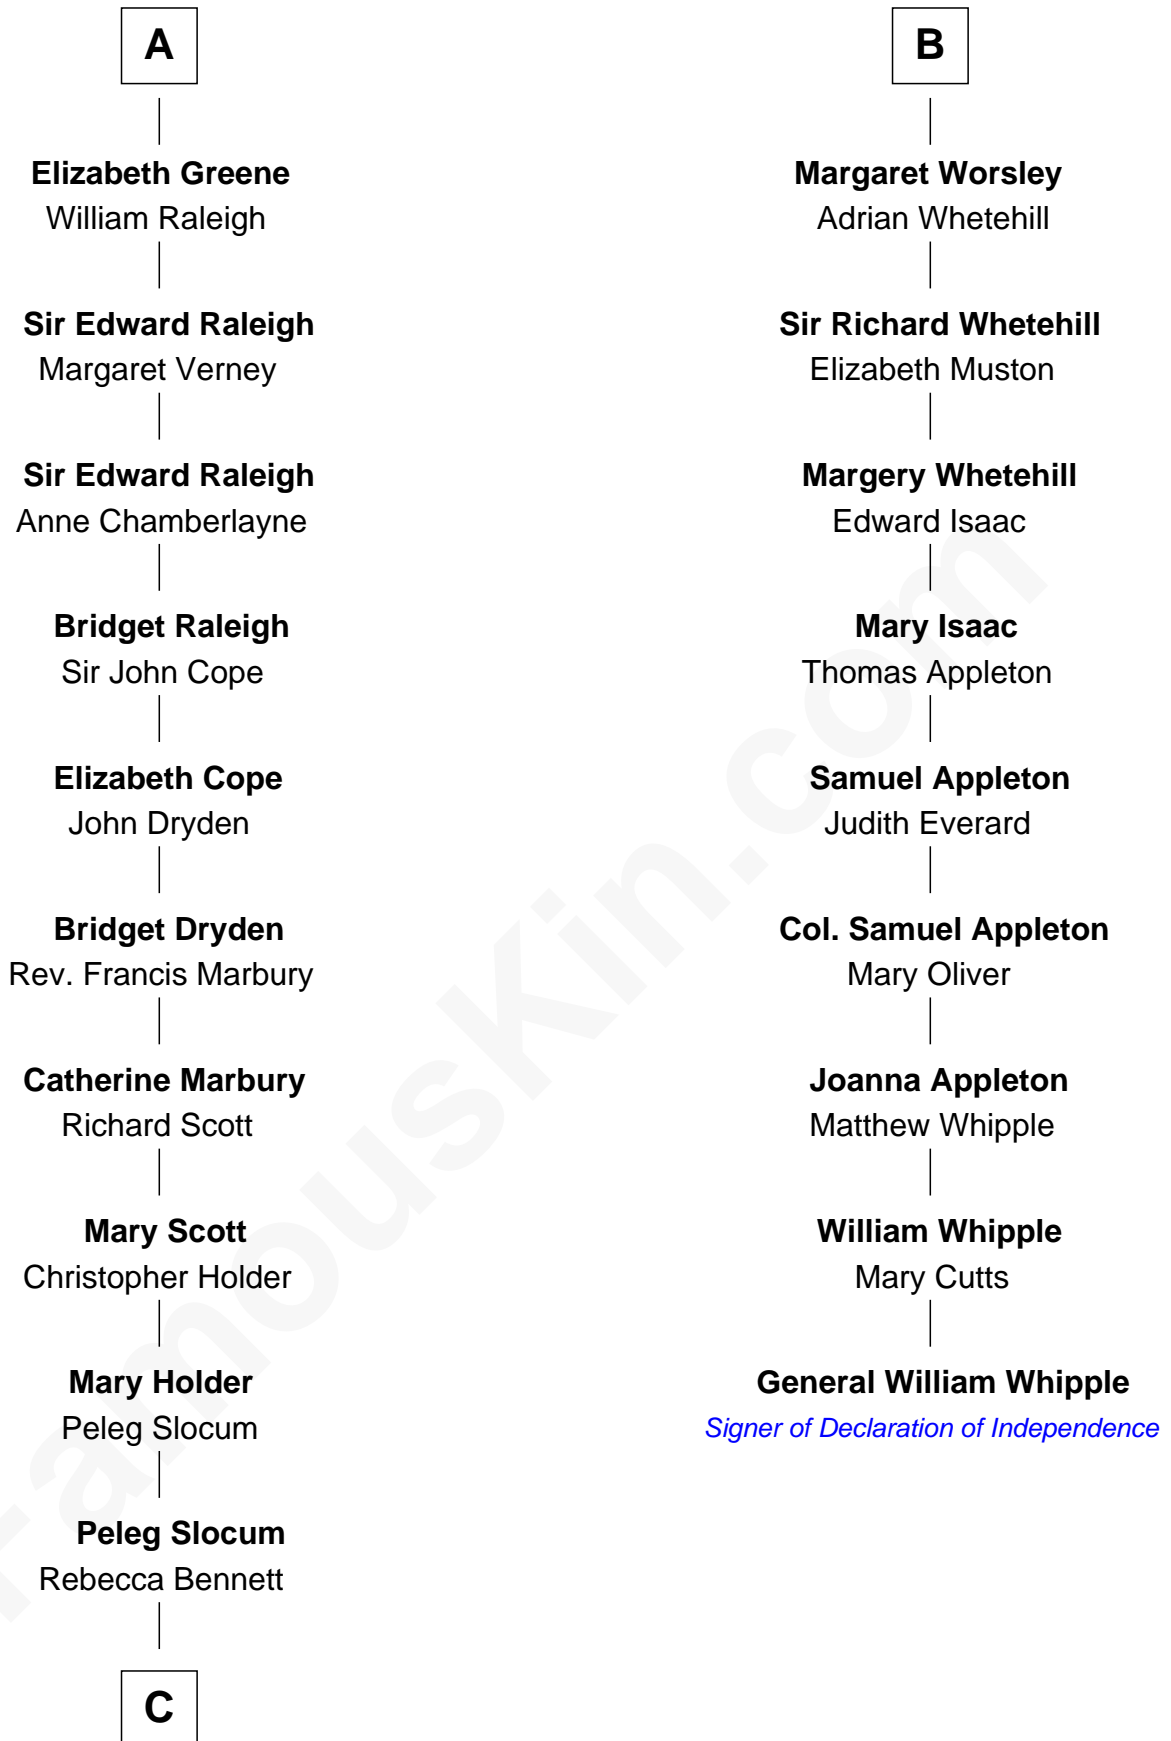 A
Elizabeth Greene
William Raleigh
Sir Edward Raleigh
Margaret Verney
Sir Edward Raleigh
Anne Chamberlayne
Bridget Raleigh
Sir John Cope
Elizabeth Cope
John Dryden
Bridget Dryden
Rev. Francis Marbury
Catherine Marbury
Richard Scott
Mary Scott
Christopher Holder
Mary Holder
Peleg Slocum
Peleg Slocum
Rebecca Bennett
C
B
Margaret Worsley
Adrian Whetehill
Sir Richard Whetehill
Elizabeth Muston
Margery Whetehill
Edward Isaac
Mary Isaac
Thomas Appleton
Samuel Appleton
Judith Everard
Col. Samuel Appleton
Mary Oliver
Joanna Appleton
Matthew Whipple
William Whipple
Mary Cutts
General William Whipple
Signer of Declaration of Independence
FamousKin.com